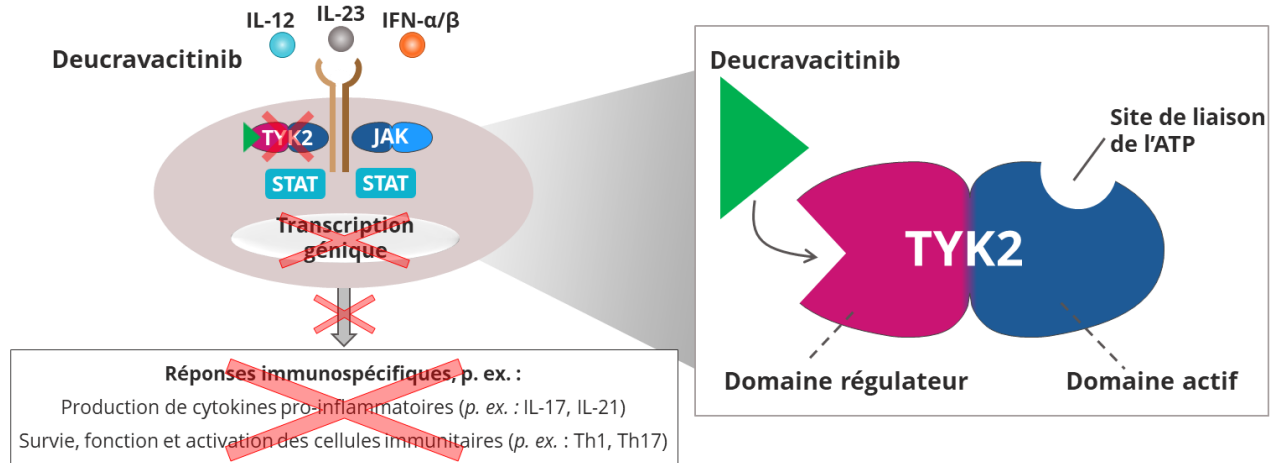 IL-12
IL-23
IFN-α/β
Deucravacitinib
TYK2
JAK
STAT
STAT
Transcription
génique
Réponses immunospécifiques, p. ex. :
Production de cytokines pro-inflammatoires (p. ex. : IL-17, IL-21)
Survie, fonction et activation des cellules immunitaires (p. ex. : Th1, Th17)
Deucravacitinib
Site de liaison
de l’ATP
TYK2
Domaine régulateur
Domaine actif